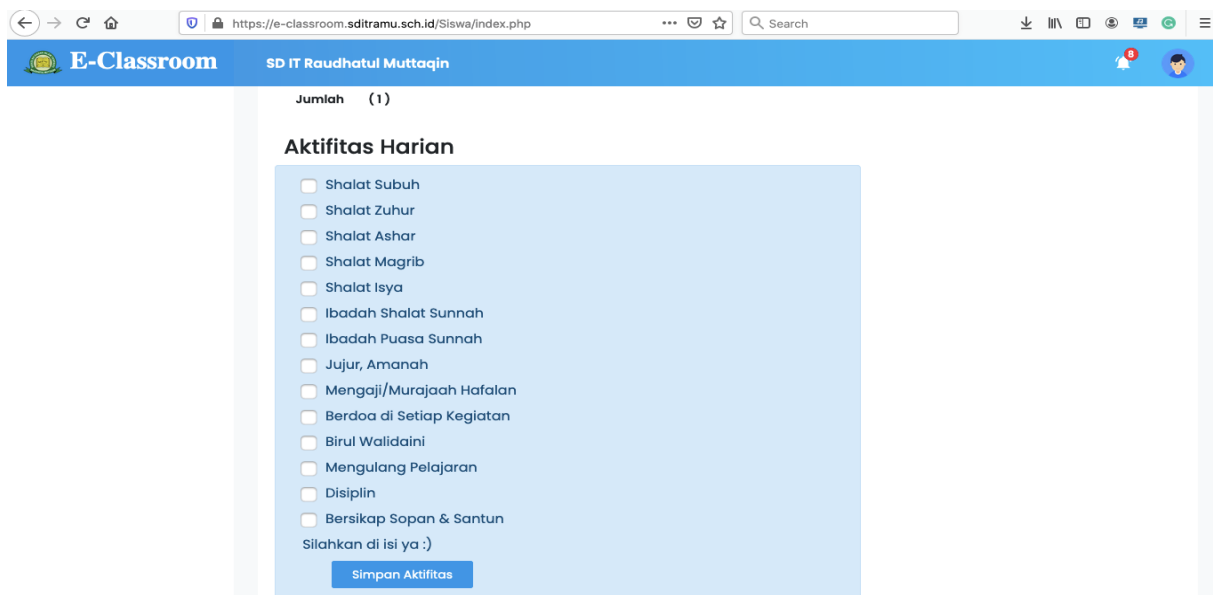 https://e-classroom.sditramu.sch.id/Siswa/index.php
Search
E-Classroom
SD IT Raudhatul Muttaqin
8
Jumlah (1)
Aktifitas Harian
Shalat Subuh
Shalat Zuhur
Shalat Ashar
Shalat Magrib
Shalat Isya
Ibadah Shalat Sunnah
Ibadah Puasa Sunnah
Jujur, Amanah
Mengaji/Murajaah Hafalan
Berdoa di Setiap Kegiatan
Birul Walidaini
Mengulang Pelajaran
Disiplin
Bersikap Sopan & Santun
Silahkan di isi ya :)
Simpan Aktifitas